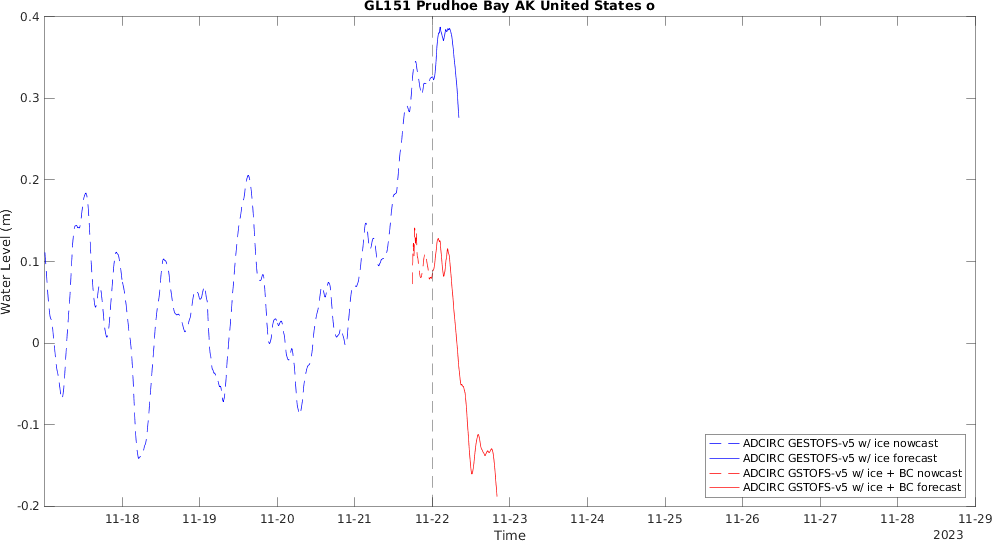 GL151 Prudhoe Bay AK United States o
0.4
0.3
0.2
0.1
0
-0.1
-0.2
Water Level (m)
11-18 11-19 11-20 11-21 11-22 11-23 11-24 11-25 11-26 11-27 11-28 11-29
Time
2023
ADCIRC GESTOFS-v5 w/ ice nowcast
ADCIRC GESTOFS-v5 w/ ice forecast
ADCIRC GSTOFS-v5 w/ ice + BC nowcast
ADCIRC GSTOFS-v5 w/ ice + BC forecast